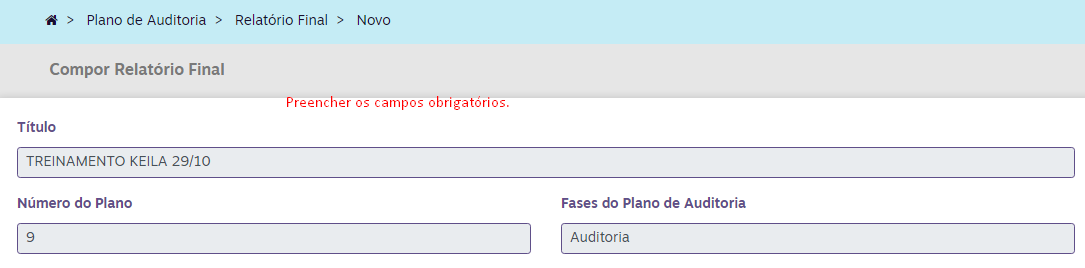 > Plano de Auditoria > Relatório Final > Novo
Compor Relatório Final
Preencher os campos obrigatórios.
Título
TREINAMENTO KEILA 29/10
Número do Plano Fases do Plano de Auditoria
9 Auditoria